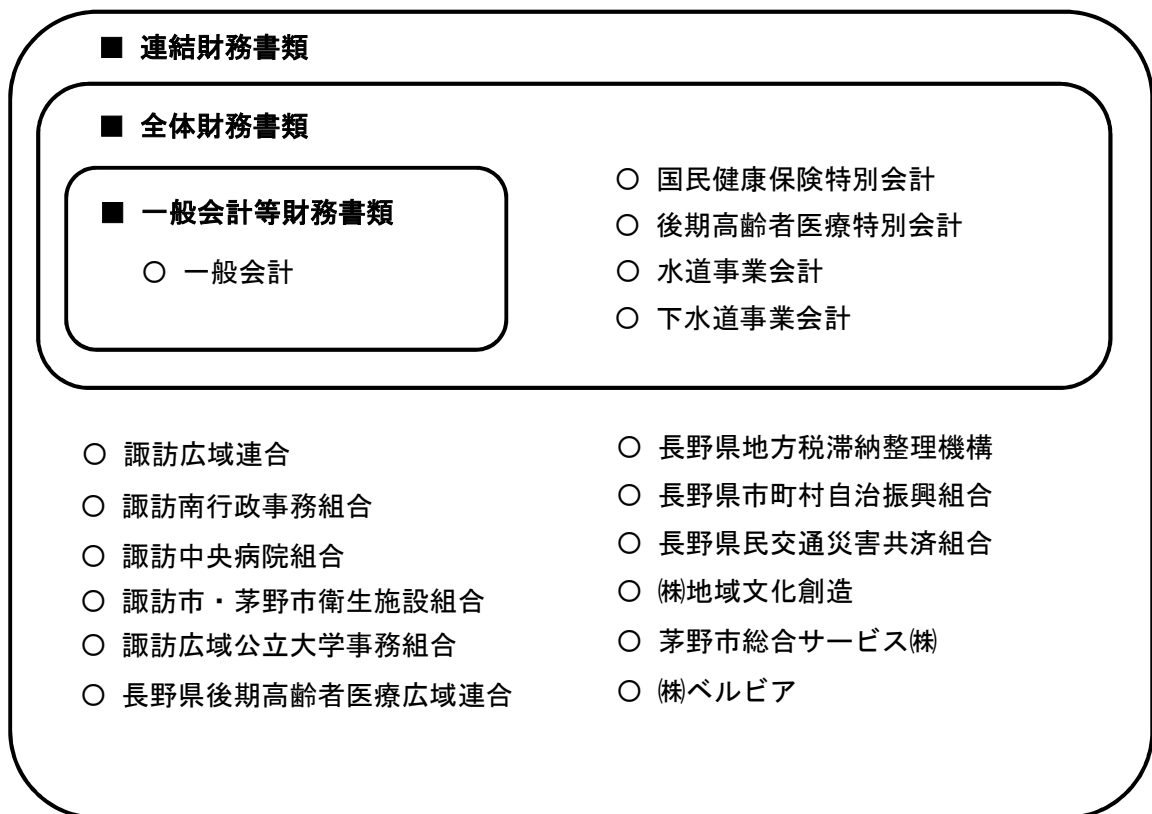 ■ 連結財務書類
■ 全体財務書類
■ 一般会計等財務書類
○ 一般会計
○ 国民健康保険特別会計
○ 後期高齢者医療特別会計
○ 水道事業会計
○ 下水道事業会計
○ 諏訪広域連合
○ 諏訪南行政事務組合
○ 諏訪中央病院組合
○ 諏訪市・茅野市衛生施設組合
○ 諏訪広域公立大学事務組合
○ 長野県後期高齢者医療広域連合
○ 長野県地方税滞納整理機構
○ 長野県市町村自治振興組合
○ 長野県民交通災害共済組合
○ ㈱地域文化創造
○ 茅野市総合サービス㈱
○ ㈱ベルビア